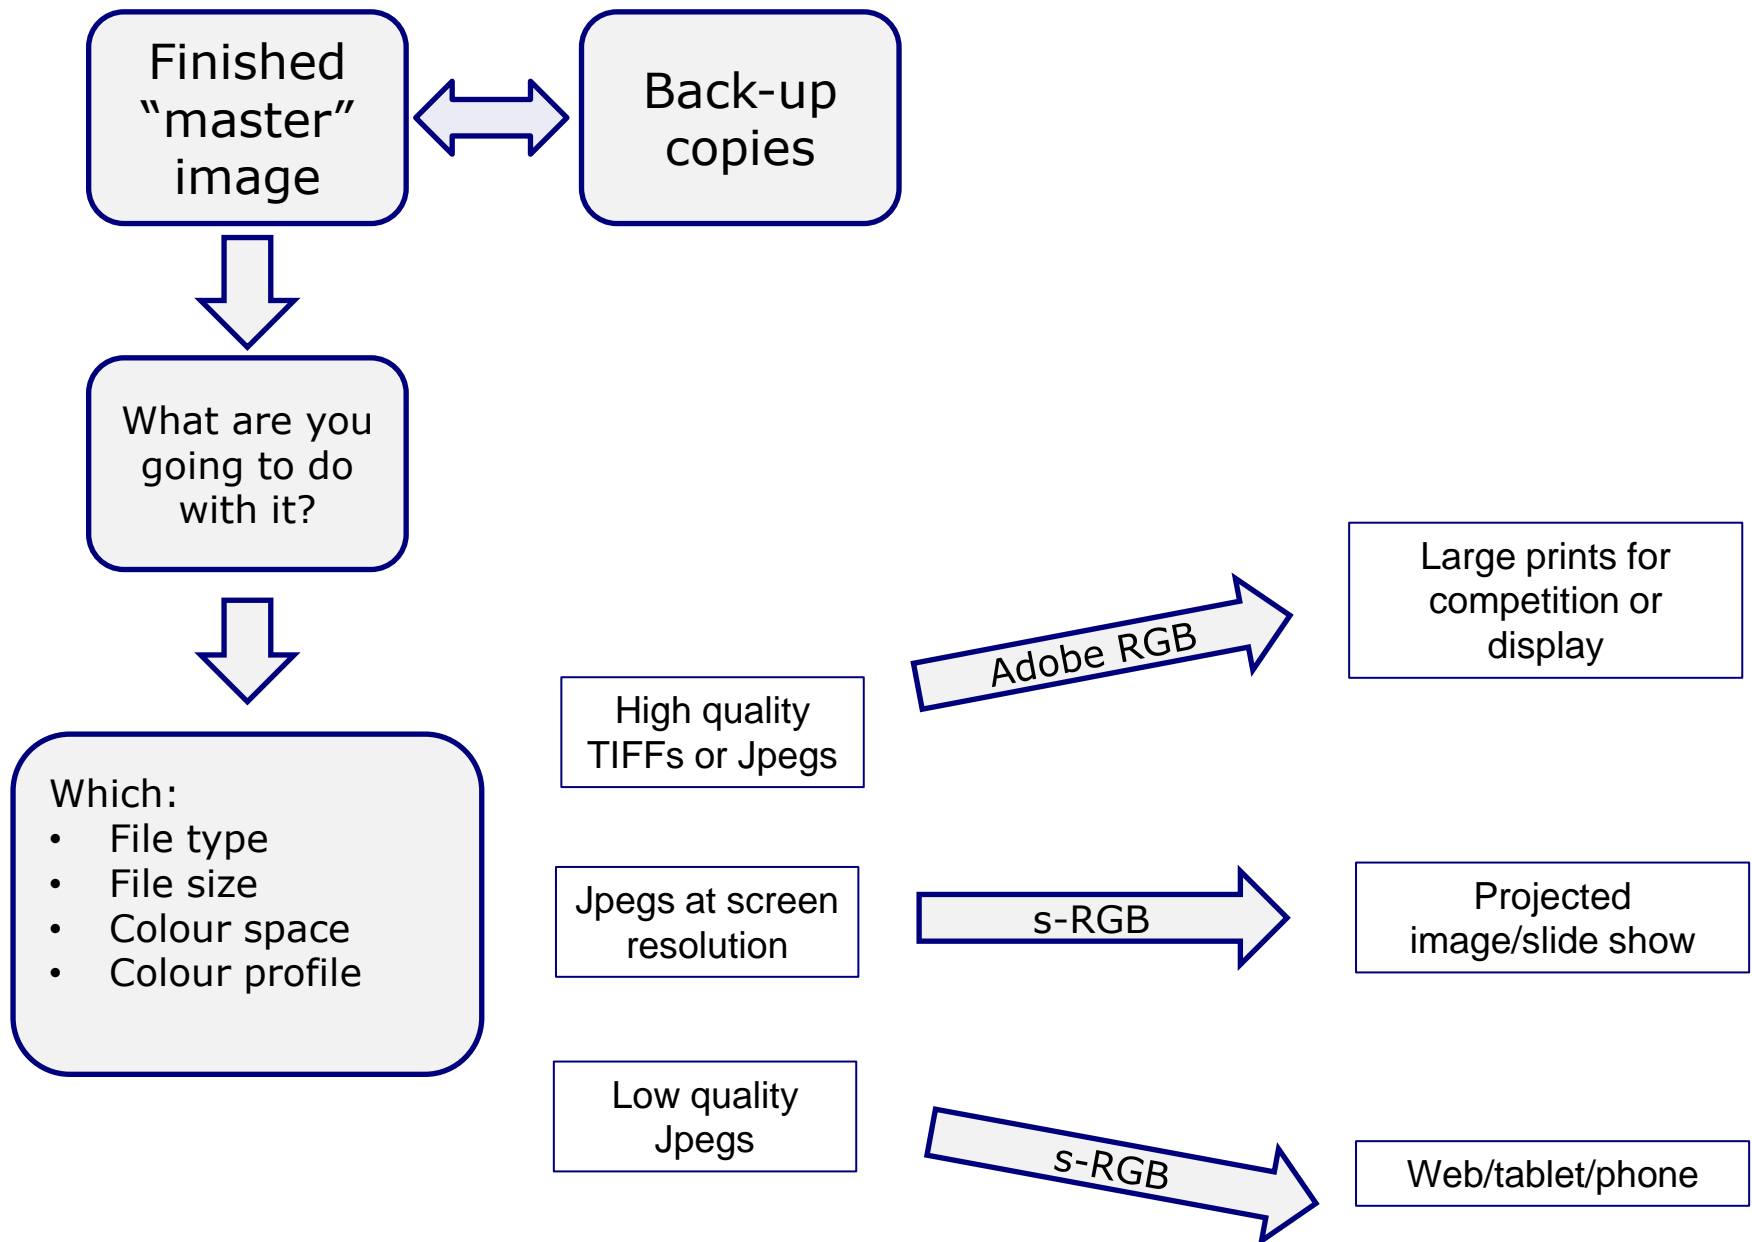 Finished
“master”
image
Back-up
copies
What are you
going to do
with it?
Which:
• File type
• File size
• Colour space
• Colour profile
High quality
TIFFs or Jpegs
Adobe RGB
Large prints for
competition or
display
Jpegs at screen
resolution
s-RGB
Projected
image/slide show
Low quality
Jpegs
s-RGB
Web/tablet/phone